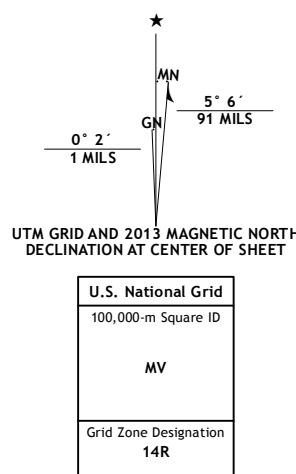 ★
MN
GN
5° 6´
91 MILS
0° 2´
1 MILS
UTM GRID AND 2013 MAGNETIC NORTH
DECLINATION AT CENTER OF SHEET
U.S. National Grid
100,000-m Square ID
MV
Grid Zone Designation
14R